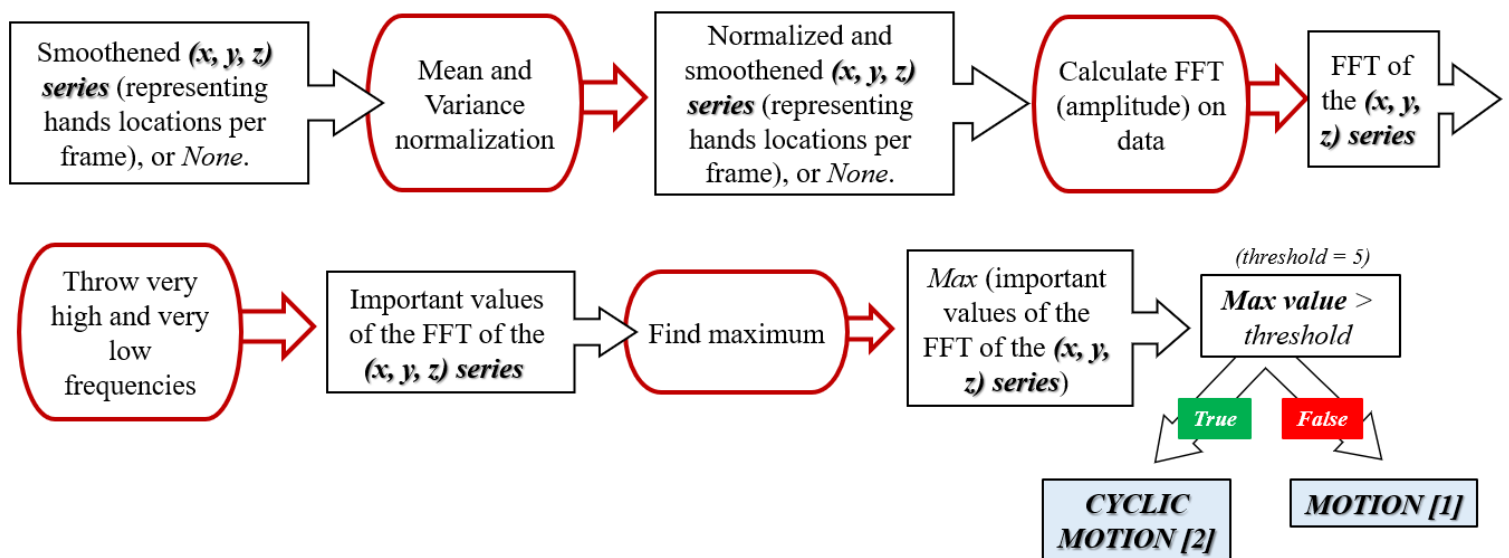 Smoothened (x, y, z)
series (representing
hands locations per
frame), or None.
Mean and
Variance
normalization
Normalized and
smoothened (x, y, z)
series (representing
hands locations per
frame), or None.
Calculate FFT
(amplitude) on
data
FFT of
the (x, y,
z) series
Throw very
high and very
low
frequencies
Important values
of the FFT of the
(x, y, z) series
Find maximum
Max (important
values of the
FFT of the (x, y,
z) series)
(threshold = 5)
Max value >
threshold
True
False
CYCLIC
MOTION [2]
MOTION [1]